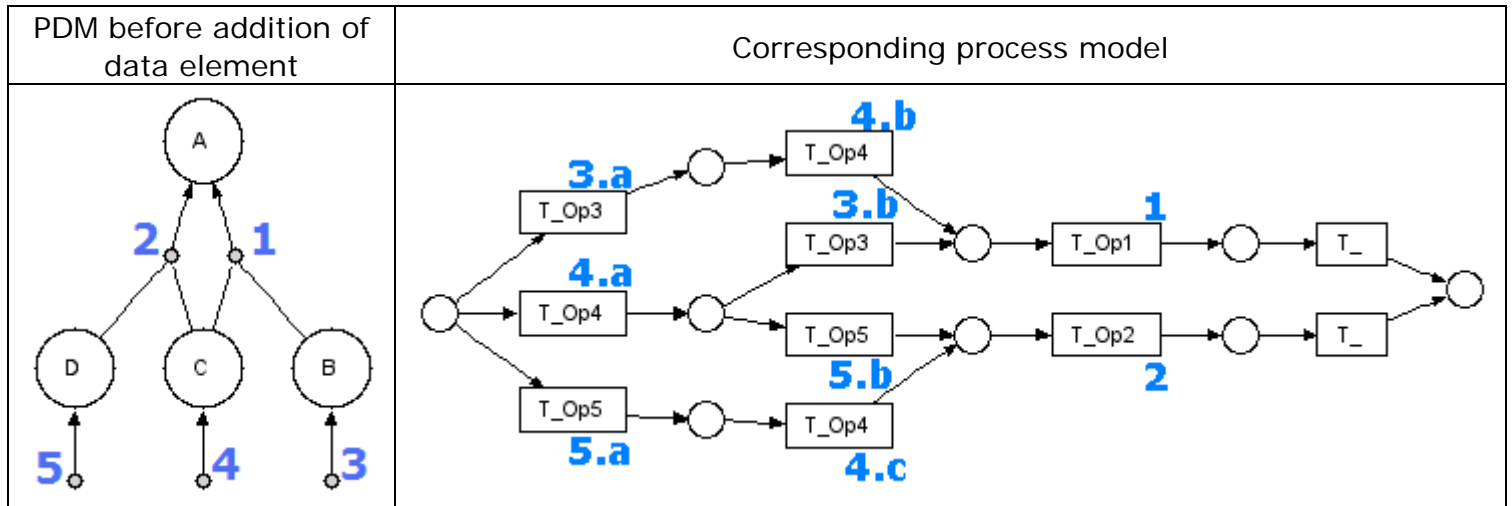 PDM before addition of
data element
Corresponding process model
A
2
1
D
C
B
5
4
3
4.b
T_Op4
3.a
T_Op3
3.b
T_Op3
1
T_Op1
T_
4.a
T_Op4
T_Op5
5.b
T_Op2
2
T_
T_Op5
5.a
T_Op4
4.c